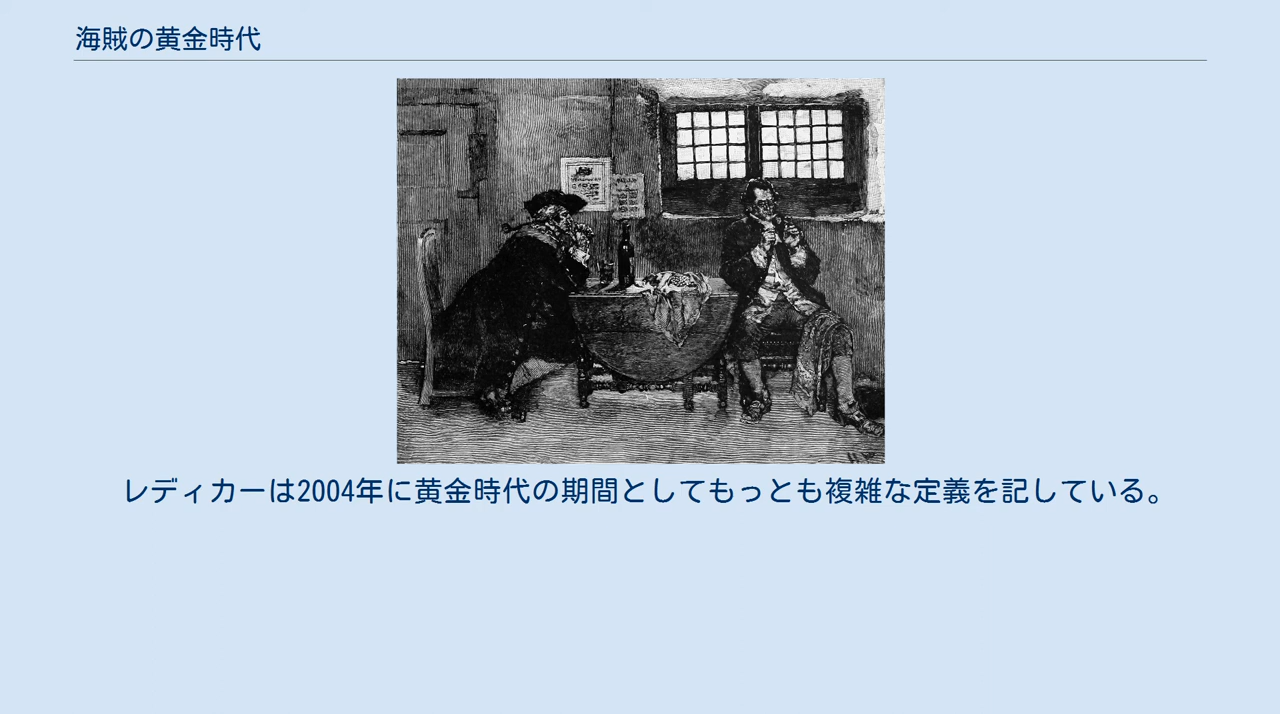 海賊の黄金時代
レディカーは2004年に黄金時代の期間としてもっとも複雑な定義を記している。